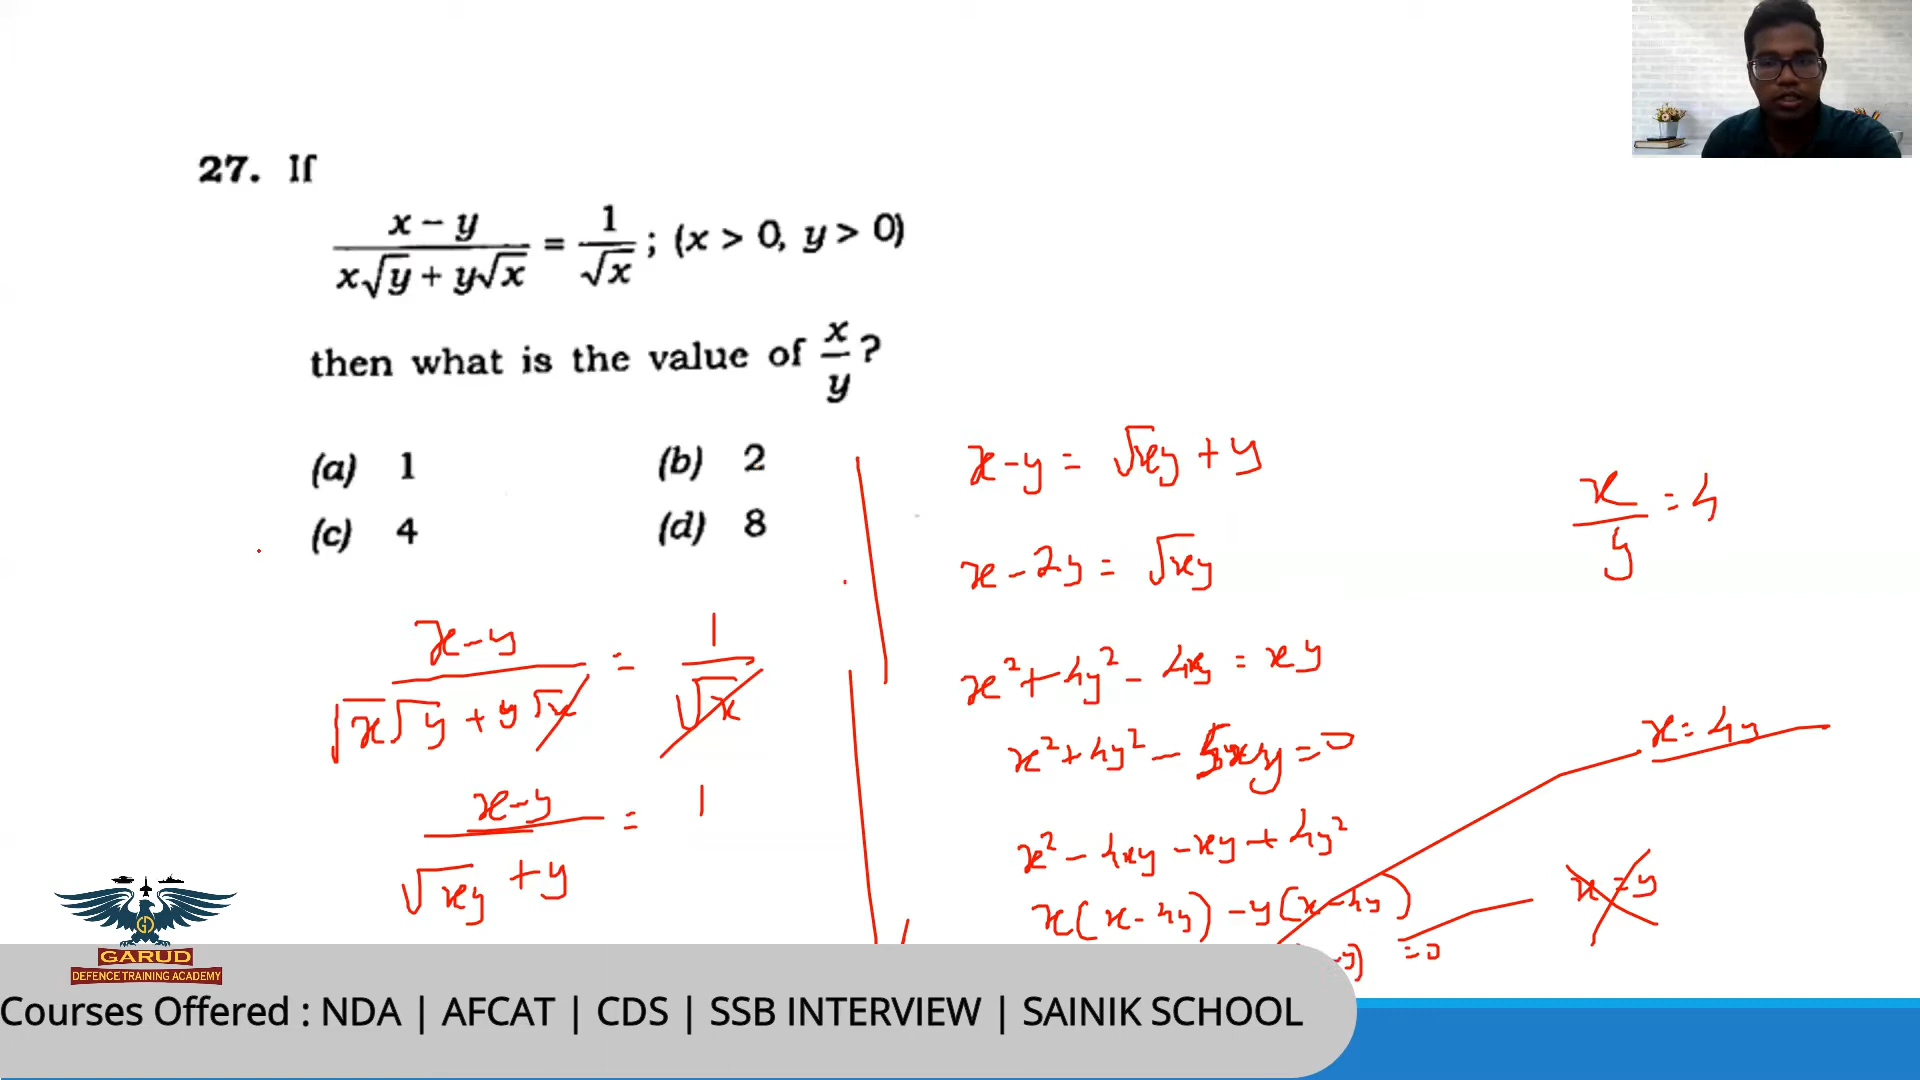 27. If
x - y / x√y + y√x = 1 / √x ; (x > 0, y > 0)
then what is the value of x / y ?
(a) 1
(b) 2
(c) 4
(d) 8
x-y / √x√y + y√x = 1 / √x
x-y / √xy + y = 1
x-y = √xy + y
x - 2y = √xy
x² + 4y² - 4xy = xy
x² + 4y² - 5xy = 0
x² - 4xy - xy + 4y²
x(x-4y) - y(x-4y)
-y) = 0
x = 4y
x = y
x / y = 4
GARUD
DEFENCE TRAINING ACADEMY
Courses Offered : NDA | AFCAT | CDS | SSB INTERVIEW | SAINIK SCHOOL